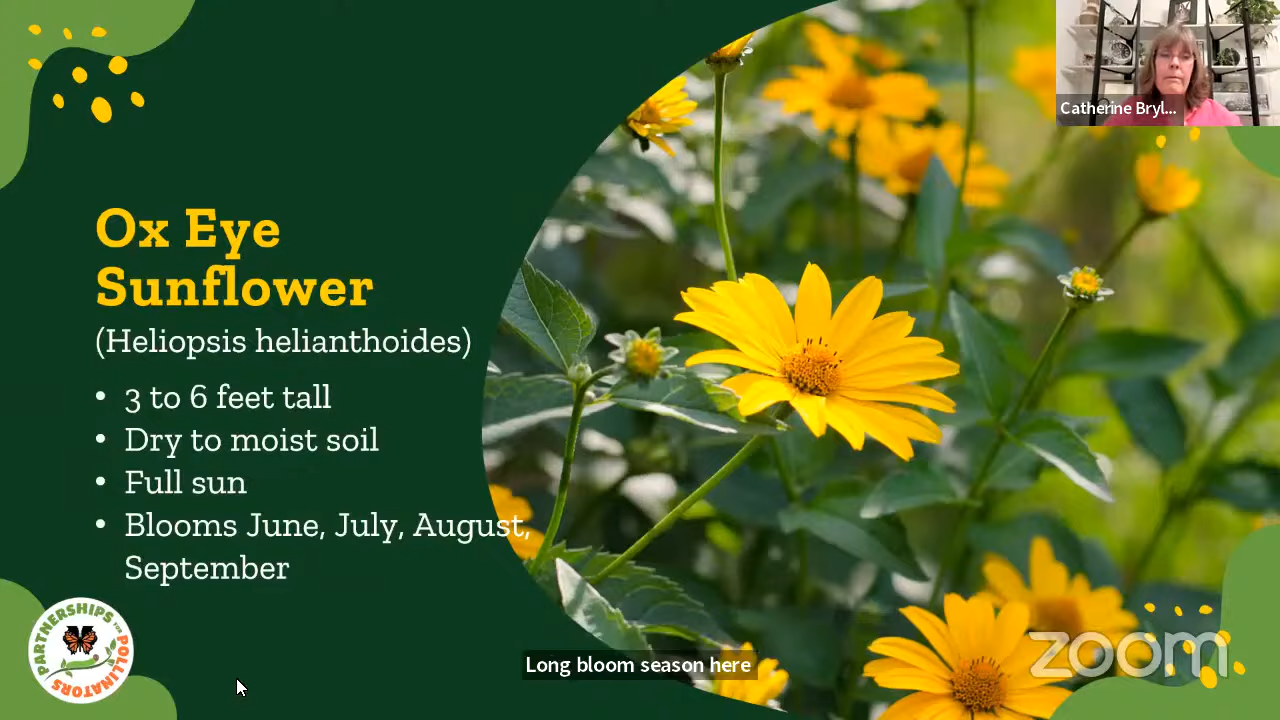 Catherine Bryl...
Ox Eye
Sunflower
(Heliopsis helianthoides)
• 3 to 6 feet tall
• Dry to moist soil
• Full sun
• Blooms June, July, August,
September
PARTNERSHIPS FOR POLLINATORS
Long bloom season here
zoom